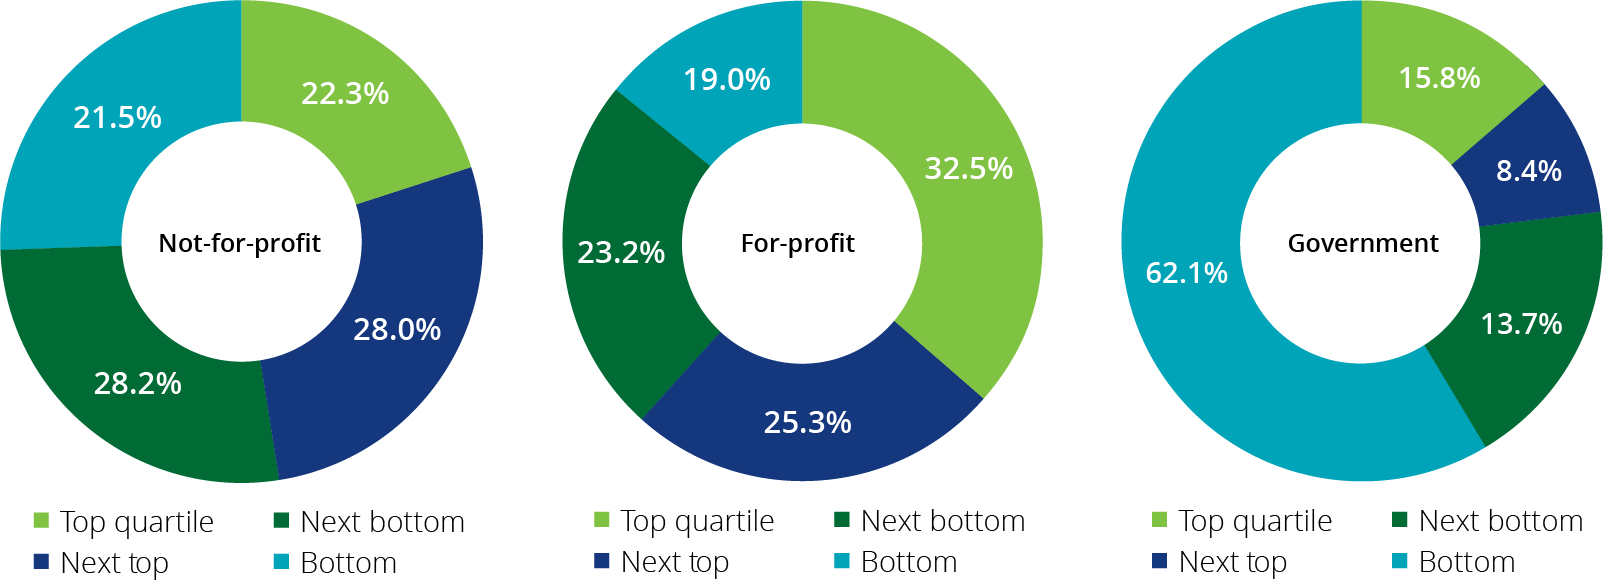 22.3%
28.0%
28.2%
21.5%
Not-for-profit
Top quartile
Next bottom
Next top
Bottom
32.5%
25.3%
23.2%
19.0%
For-profit
Top quartile
Next bottom
Next top
Bottom
15.8%
8.4%
13.7%
62.1%
Government
Top quartile
Next bottom
Next top
Bottom